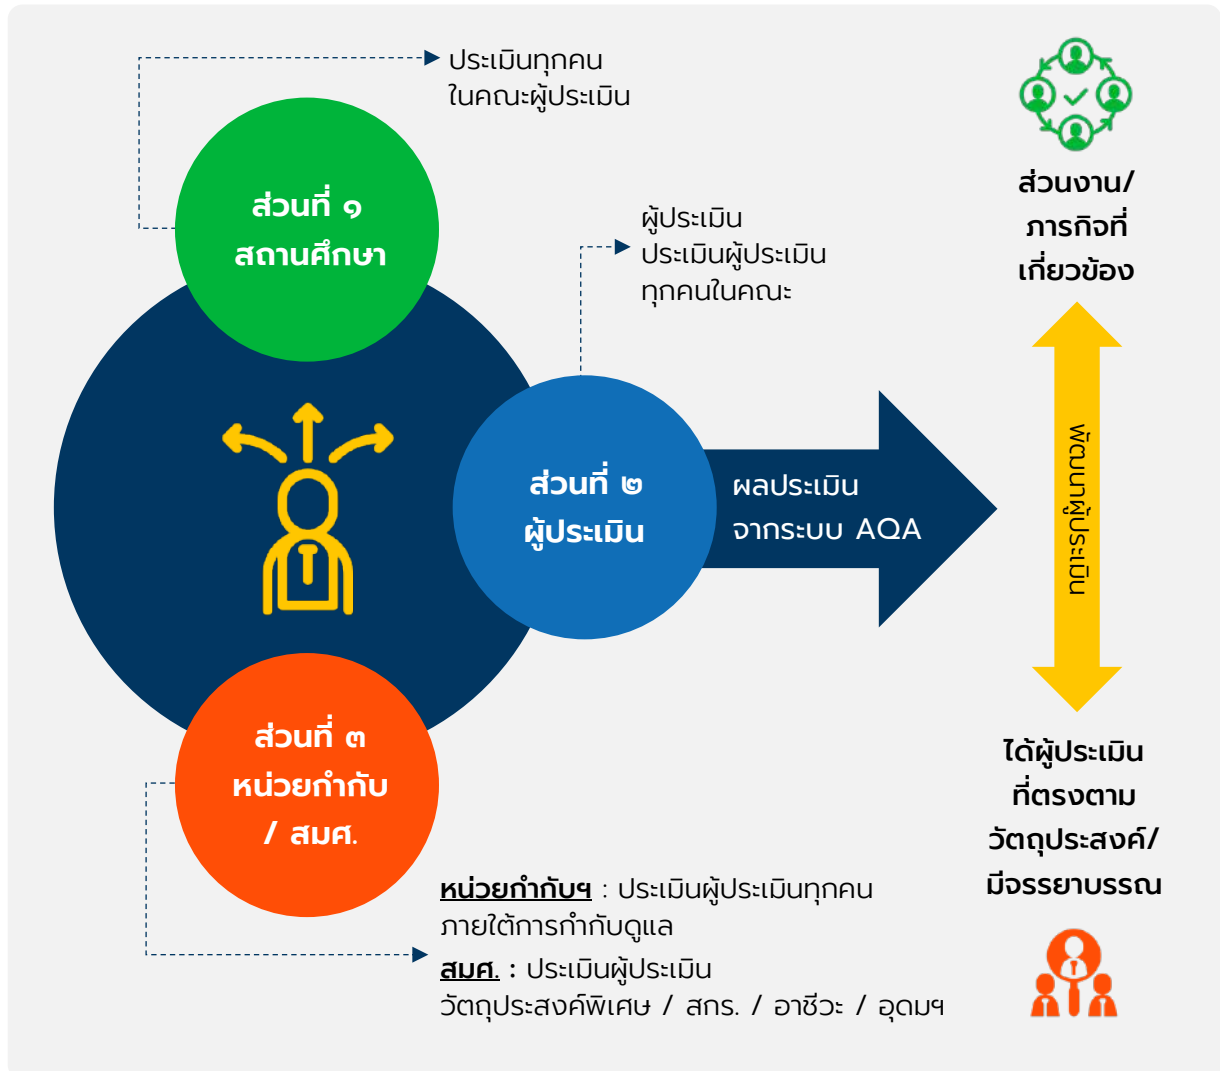 ประเมินทุกคน
ในคณะผู้ประเมิน
ส่วนที่ ๑
สถานศึกษา
ผู้ประเมิน
ประเมินผู้ประเมิน
ทุกคนในคณะ
ส่วนที่ ๒
ผู้ประเมิน
ผลประเมิน
จากระบบ AQA
ส่วนที่ ๓
หน่วยกำกับ
/ สมศ.
หน่วยกำกับฯ : ประเมินผู้ประเมินทุกคน
ภายใต้การกำกับดูแล
สมศ. : ประเมินผู้ประเมิน
วัตถุประสงค์พิเศษ / สกร. / อาชีวะ / อุดมฯ
ส่วนงาน/
ภารกิจที่
เกี่ยวข้อง
พัฒนาผู้ประเมิน
ได้ผู้ประเมิน
ที่ตรงตาม
วัตถุประสงค์/
มีจรรยาบรรณ